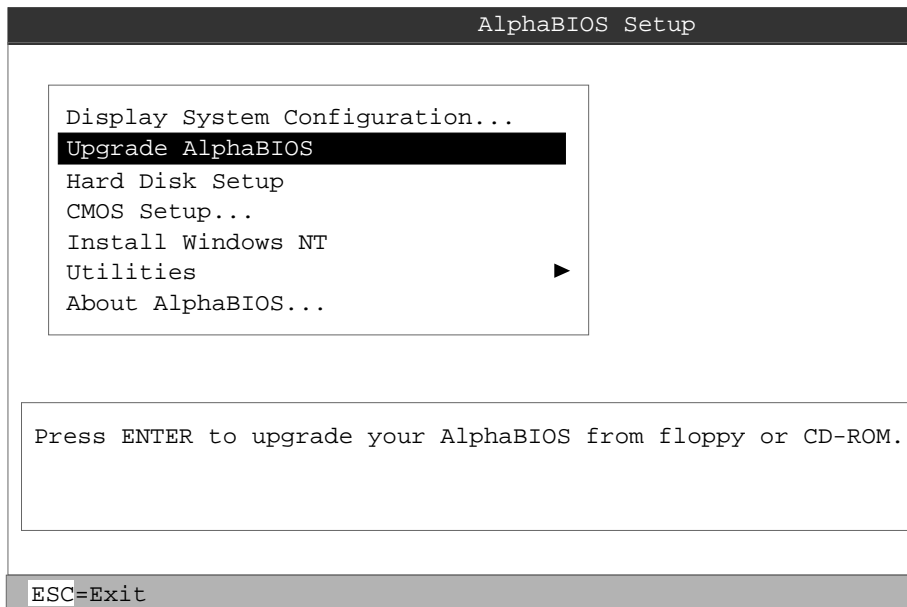 AlphaBIOS Setup
Display System Configuration...
Upgrade AlphaBIOS
Hard Disk Setup
CMOS Setup...
Install Windows NT
Utilities
About AlphaBIOS...
Press ENTER to upgrade your AlphaBIOS from floppy or CD-ROM.
ESC=Exit